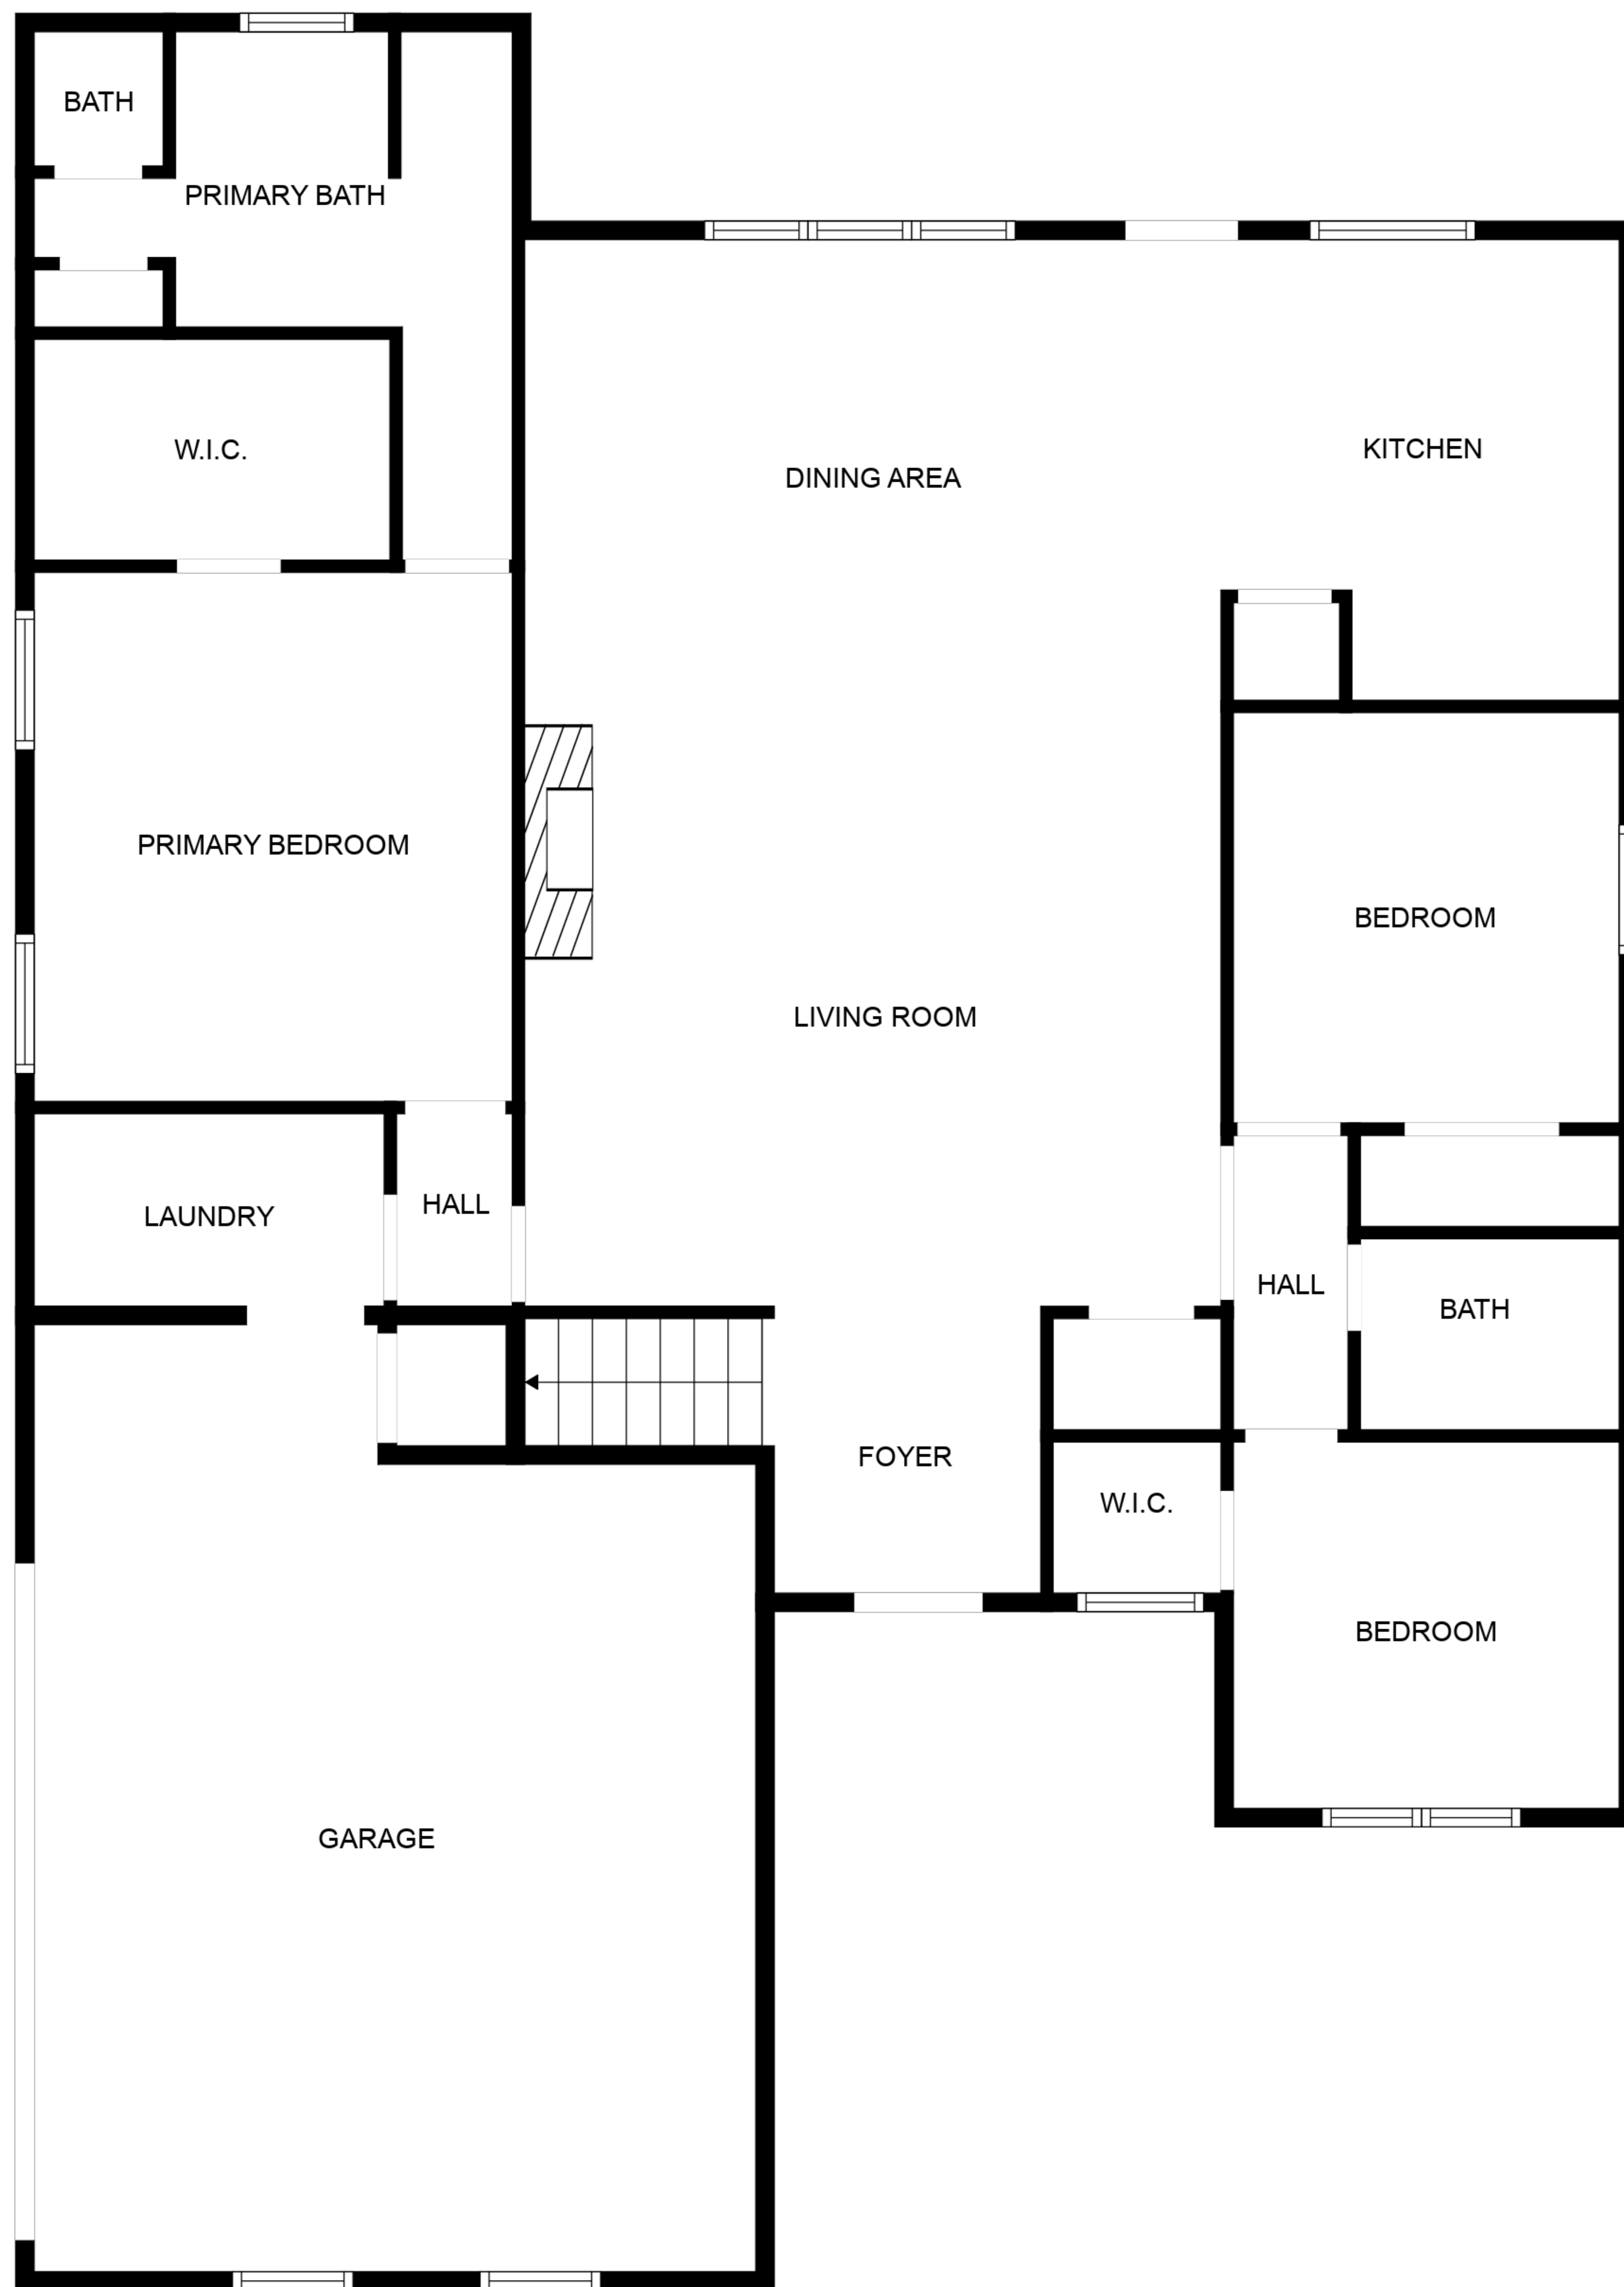 BATH
PRIMARY BATH
W.I.C.
KITCHEN
DINING AREA
PRIMARY BEDROOM
BEDROOM
LIVING ROOM
HALL
LAUNDRY
HALL
BATH
FOYER
W.I.C.
BEDROOM
GARAGE